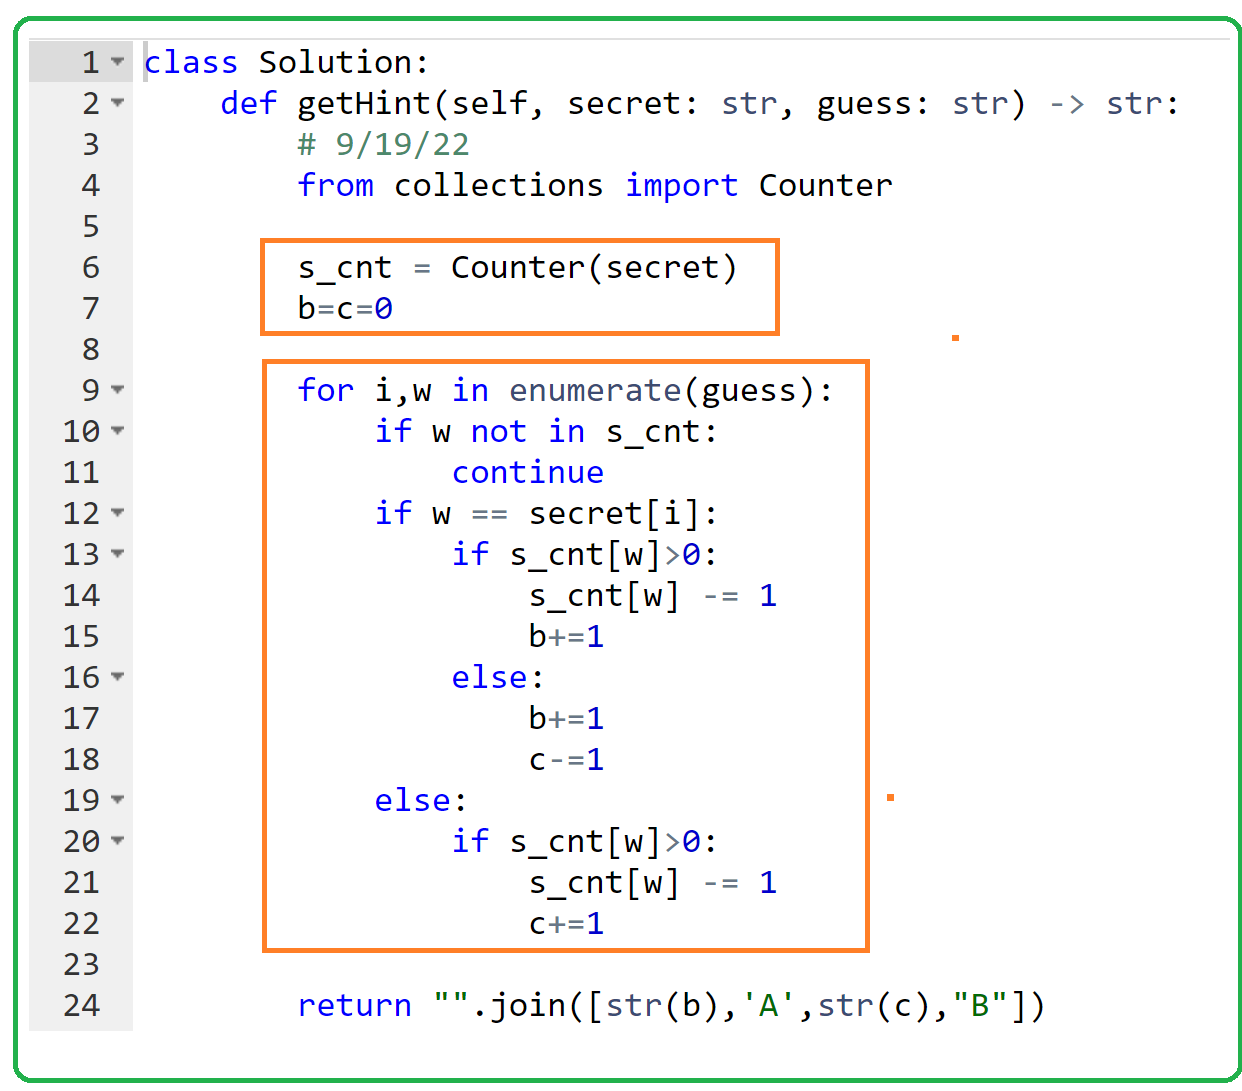 1 class Solution:
2     def getHint(self, secret: str, guess: str) -> str:
3         # 9/19/22
4         from collections import Counter
5
6         s_cnt = Counter(secret)
7         b=c=0
8
9         for i,w in enumerate(guess):
10             if w not in s_cnt:
11                 continue
12             if w == secret[i]:
13                 if s_cnt[w]>0:
14                     s_cnt[w] -= 1
15                     b+=1
16                 else:
17                     b+=1
18                     c-=1
19             else:
20                 if s_cnt[w]>0:
21                     s_cnt[w] -= 1
22                     c+=1
23
24         return "".join([str(b),'A',str(c),"B"])